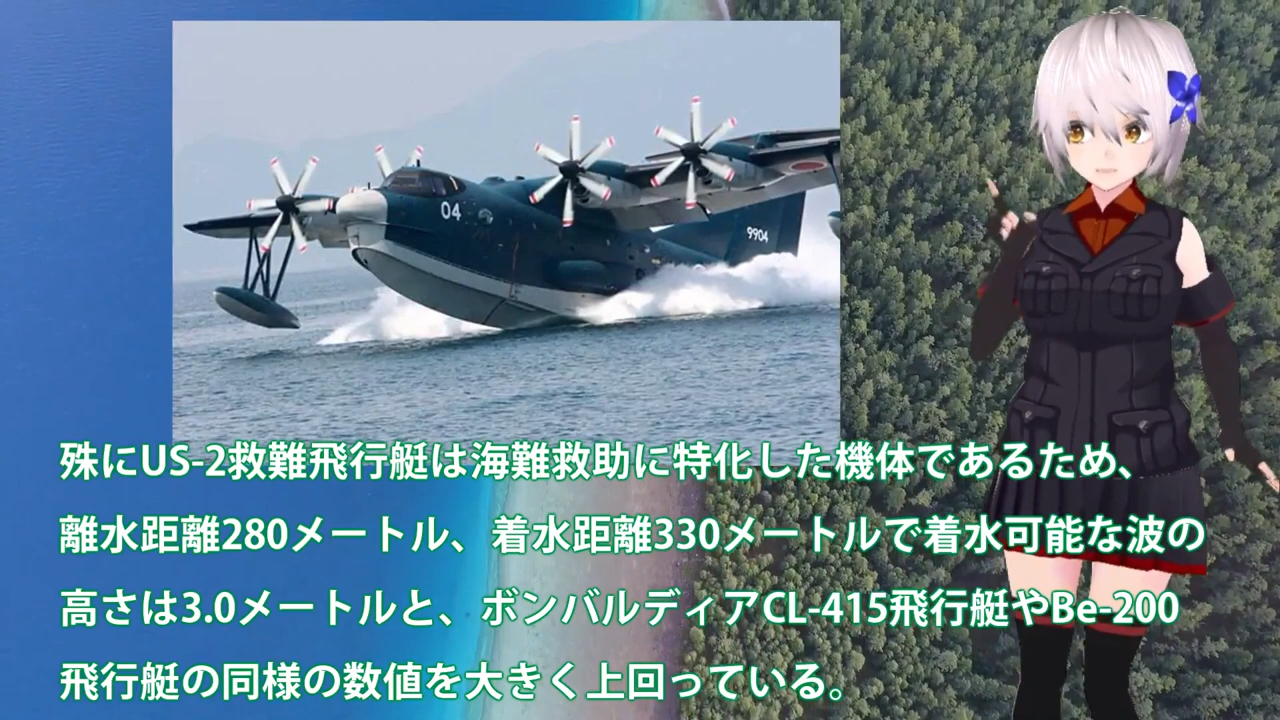 04
9904
殊にUS-2救難飛行艇は海難救助に特化した機体であるため、
離水距離280メートル、着水距離330メートルで着水可能な波の
高さは3.0メートルと、ボンバルディアCL-415飛行艇やBe-200
飛行艇の同様の数値を大きく上回っている。